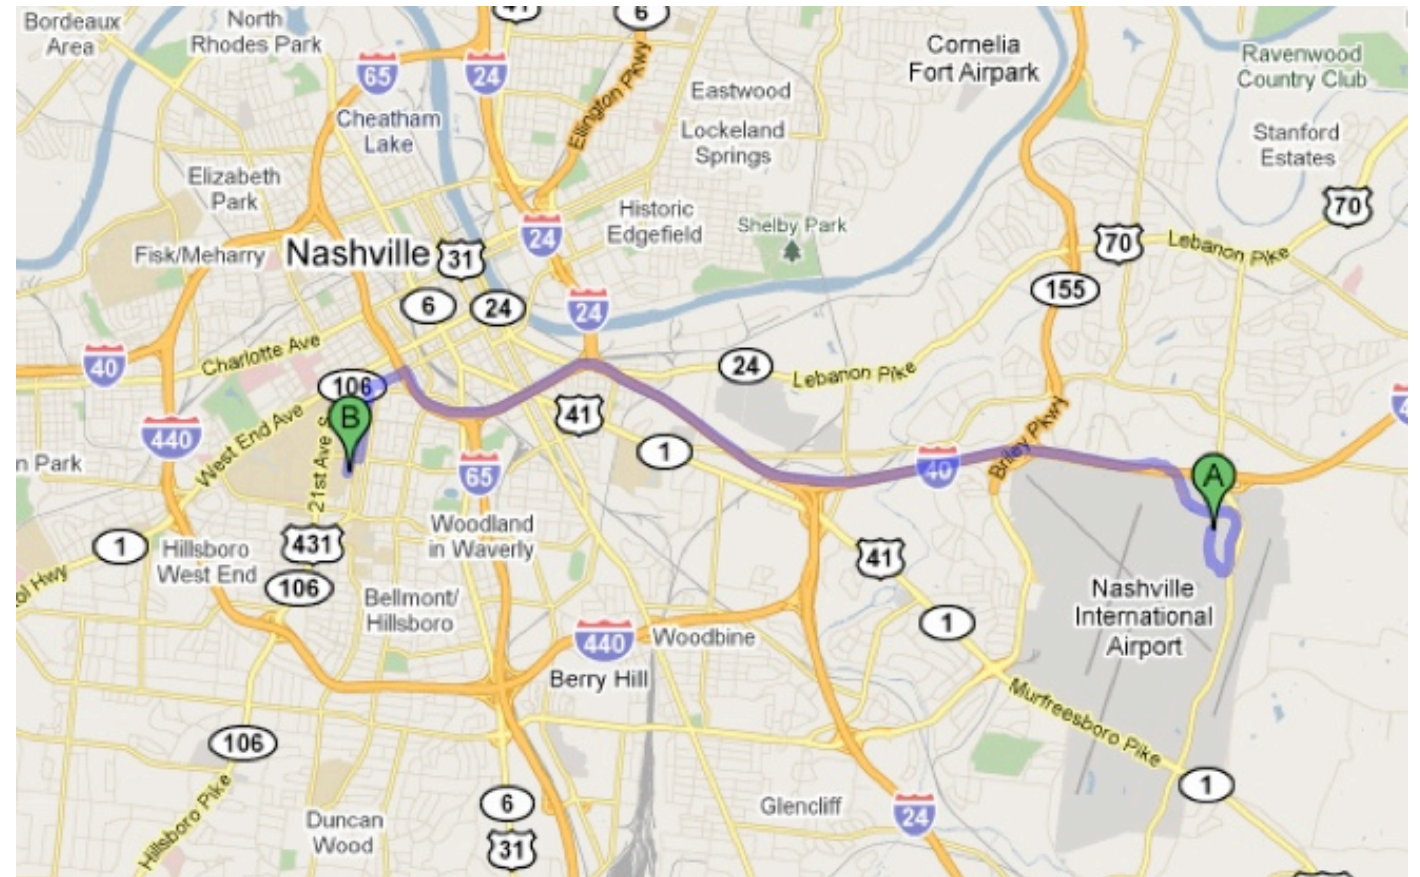 Bordeaux
Area
North
Rhodes Park
41
6
65
24
Cheatham
Lake
Ellington Pkwy
Eastwood
Lockeland
Springs
Cornelia
Fort Airpark
Ravenwood
Country Club
Stanford
Estates
70
Elizabeth
Park
Fisk/Meharry
Nashville
31
24
Historic
Edgefield
Shelby Park
70
Lebanon Pike
155
6
24
24
40
Charlotte Ave
106
B
24
Lebanon Pike
41
1
440
West End Ave
21st Ave S
65
40
Briley Pkwy
A
n Park
1
Hillsboro
West End
431
106
Woodland
in Waverly
Bellmont/
Hillsboro
41
1
Nashville
International
Airport
ol Hwy
440
Woodbine
Berry Hill
106
Hillsboro Pike
Murfreesboro Pike
1
6
31
Duncan
Wood
Glencliff
24